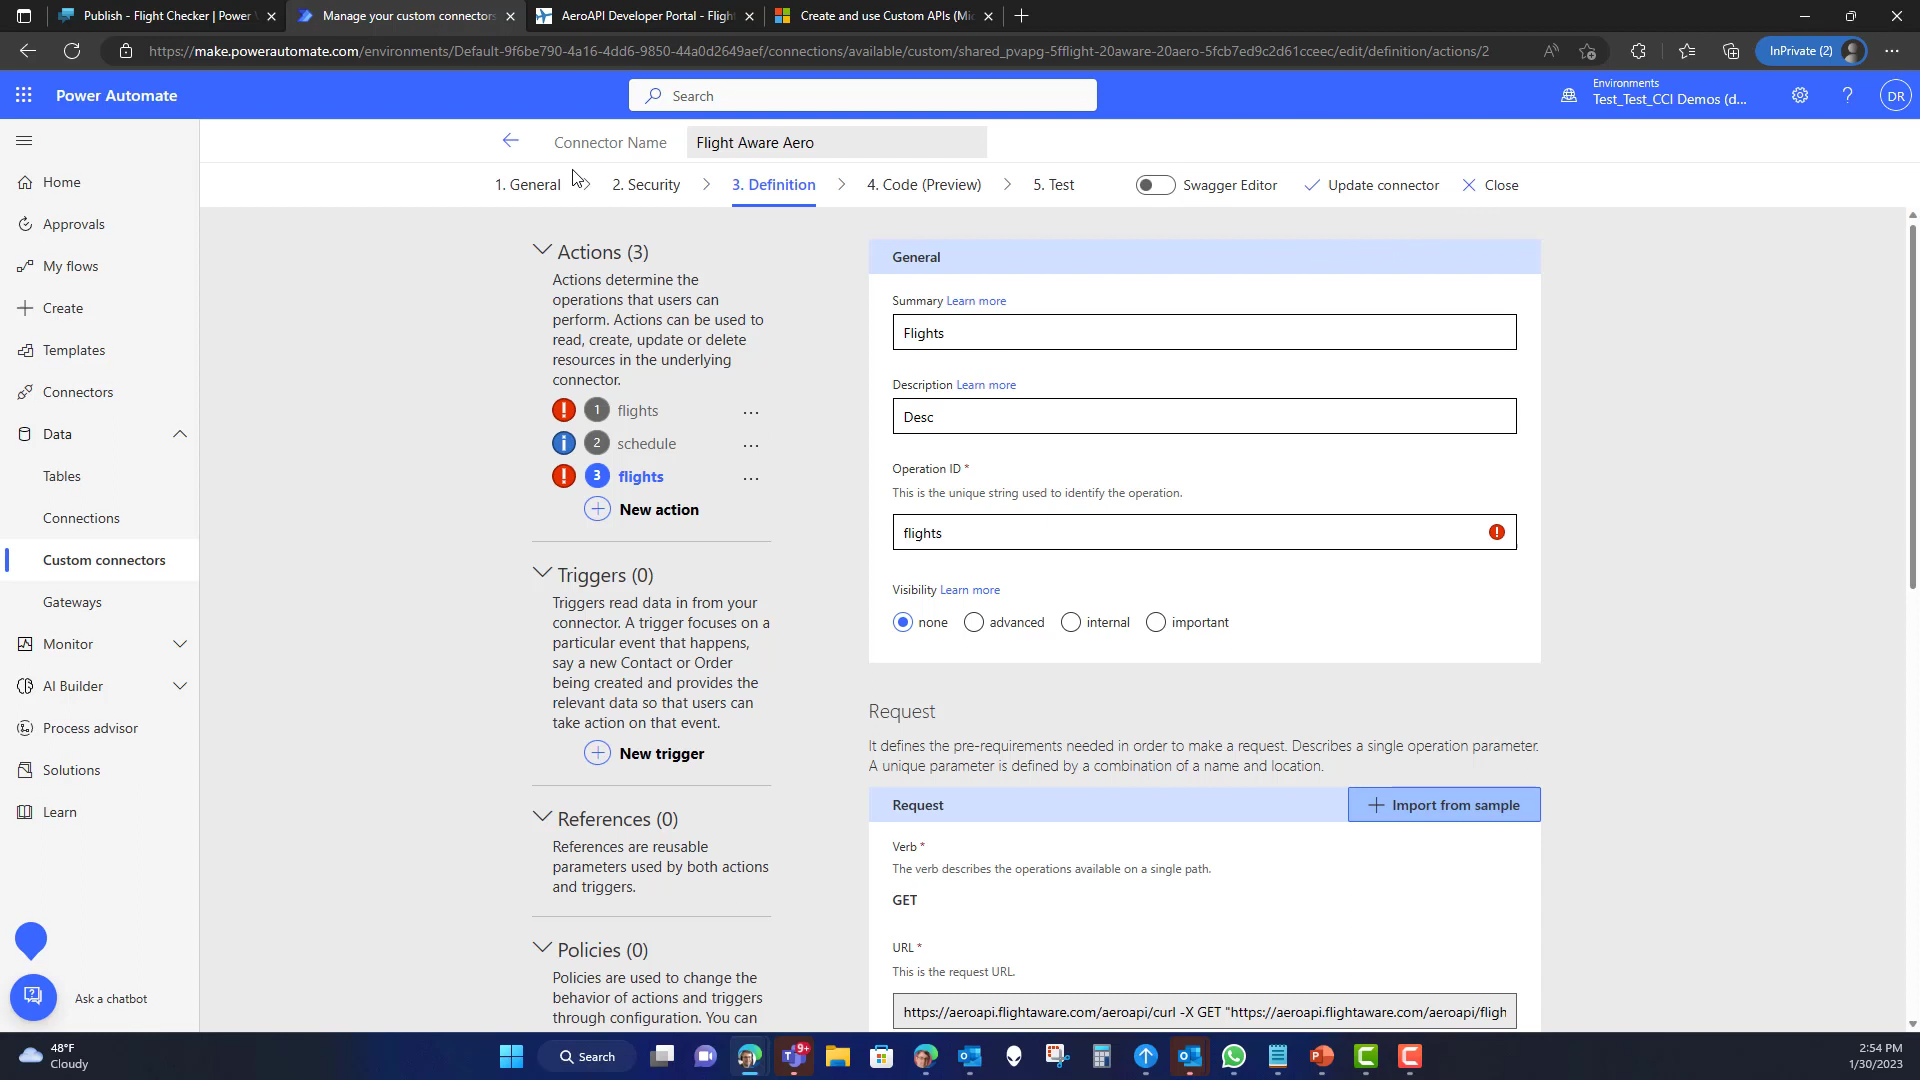 Publish - Flight Checker | Power
Manage your custom connectors
AeroAPI Developer Portal - Flight
Create and use Custom APIs (Mic
https://make.powerautomate.com/environments/Default-9f6be790-4a16-4dd6-9850-44a0d2649aef/connections/available/custom/shared_pvapg-5fflight-20aware-20aero-5fcb7ed9c2d61cceec/edit/definition/actions/2
InPrivate (2)
Power Automate
Search
Environments
Test_Test_CCI Demos (d...
?
DR
Connector Name
Flight Aware Aero
1. General
2. Security
3. Definition
4. Code (Preview)
5. Test
Swagger Editor
Update connector
Close
Home
Approvals
My flows
Create
Templates
Connectors
Data
Tables
Connections
Custom connectors
Gateways
Monitor
AI Builder
Process advisor
Solutions
Learn
Ask a chatbot
Actions (3)
Actions determine the
operations that users can
perform. Actions can be used to
read, create, update or delete
resources in the underlying
connector.
! 1 flights ...
i 2 schedule ...
! 3 flights ...
New action
Triggers (0)
Triggers read data in from your
connector. A trigger focuses on a
particular event that happens,
say a new Contact or Order
being created and provides the
relevant data so that users can
take action on that event.
New trigger
References (0)
References are reusable
parameters used by both actions
and triggers.
Policies (0)
Policies are used to change the
behavior of actions and triggers
through configuration. You can
General
Summary Learn more
Flights
Description Learn more
Desc
Operation ID *
This is the unique string used to identify the operation.
flights
!
Visibility Learn more
none
advanced
internal
important
Request
It defines the pre-requirements needed in order to make a request. Describes a single operation parameter.
A unique parameter is defined by a combination of a name and location.
Request
Import from sample
Verb *
The verb describes the operations available on a single path.
GET
URL *
This is the request URL.
https://aeroapi.flightaware.com/aeroapi/curl -X GET "https://aeroapi.flightaware.com/aeroapi/fligh
48°F
Cloudy
Search
9+
2:54 PM
1/30/2023